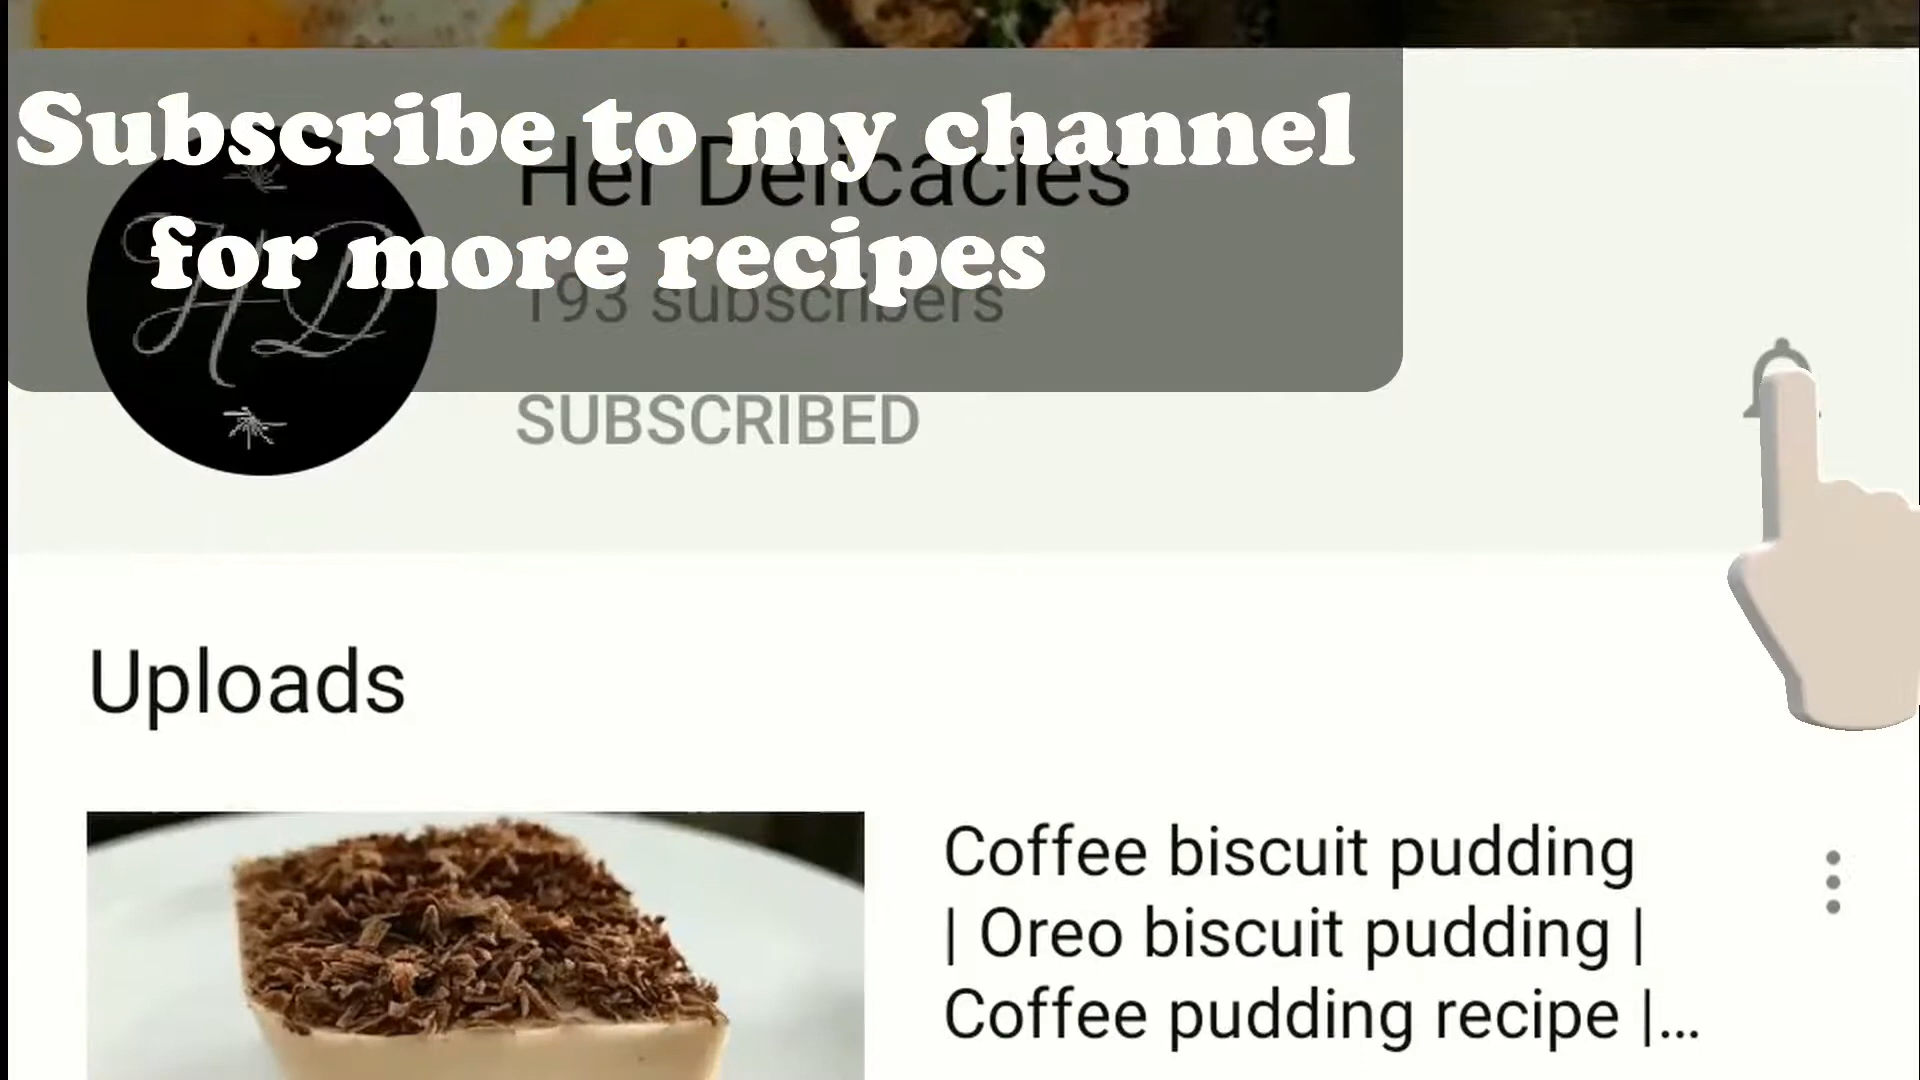 Subscribe to my channel
for more recipes
Her Delicacies
193 subscribers
HD
SUBSCRIBED
Uploads
Coffee biscuit pudding
| Oreo biscuit pudding |
Coffee pudding recipe |...